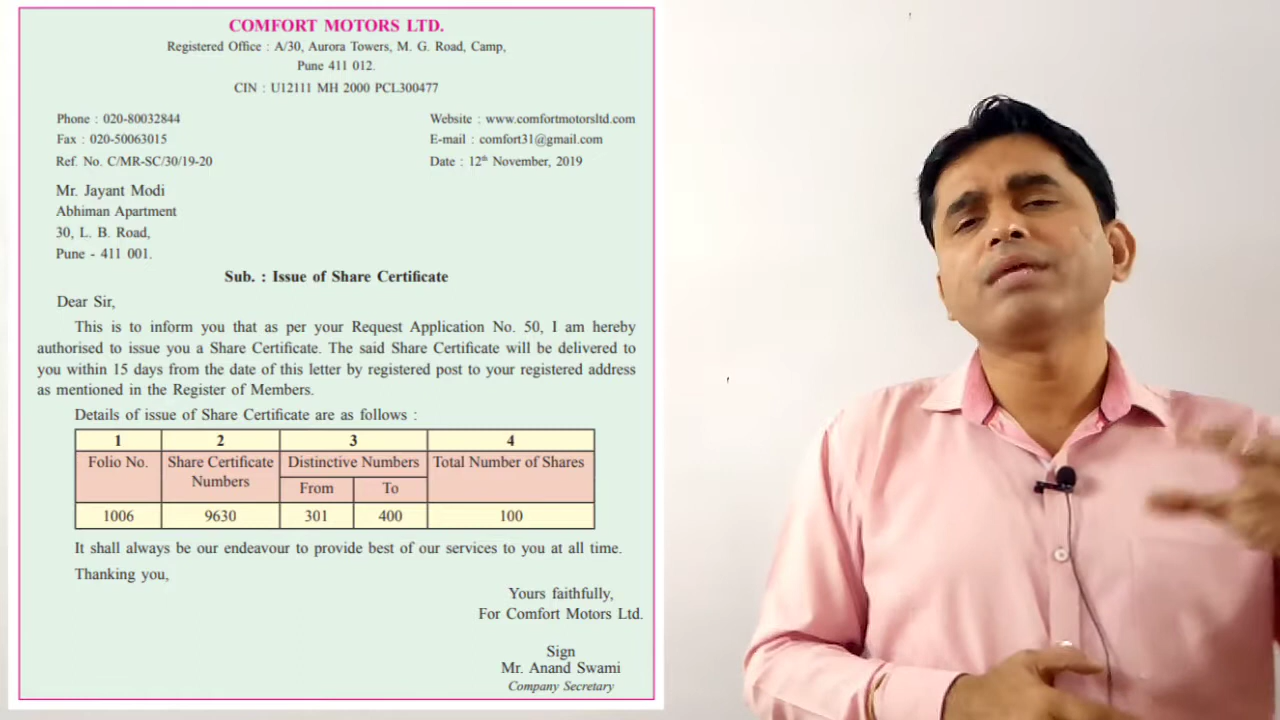 COMFORT MOTORS LTD.
Registered Office : A/30, Aurora Towers, M. G. Road, Camp,
Pune 411 012.
CIN : U12111 MH 2000 PCL300477
Phone : 020-80032844
Website : www.comfortmotorsltd.com
Fax : 020-50063015
E-mail : comfort31@gmail.com
Ref. No. C/MR-SC/30/19-20
Date : 12th November, 2019
Mr. Jayant Modi
Abhiman Apartment
30, L. B. Road,
Pune - 411 001.
Sub. : Issue of Share Certificate
Dear Sir,
This is to inform you that as per your Request Application No. 50, I am hereby
authorised to issue you a Share Certificate. The said Share Certificate will be delivered to
you within 15 days from the date of this letter by registered post to your registered address
as mentioned in the Register of Members.
Details of issue of Share Certificate are as follows :
1 2 3 4
Folio No. Share Certificate Numbers Distinctive Numbers Total Number of Shares
From To
1006 9630 301 400 100
It shall always be our endeavour to provide best of our services to you at all time.
Thanking you,
Yours faithfully,
For Comfort Motors Ltd.
Sign
Mr. Anand Swami
Company Secretary